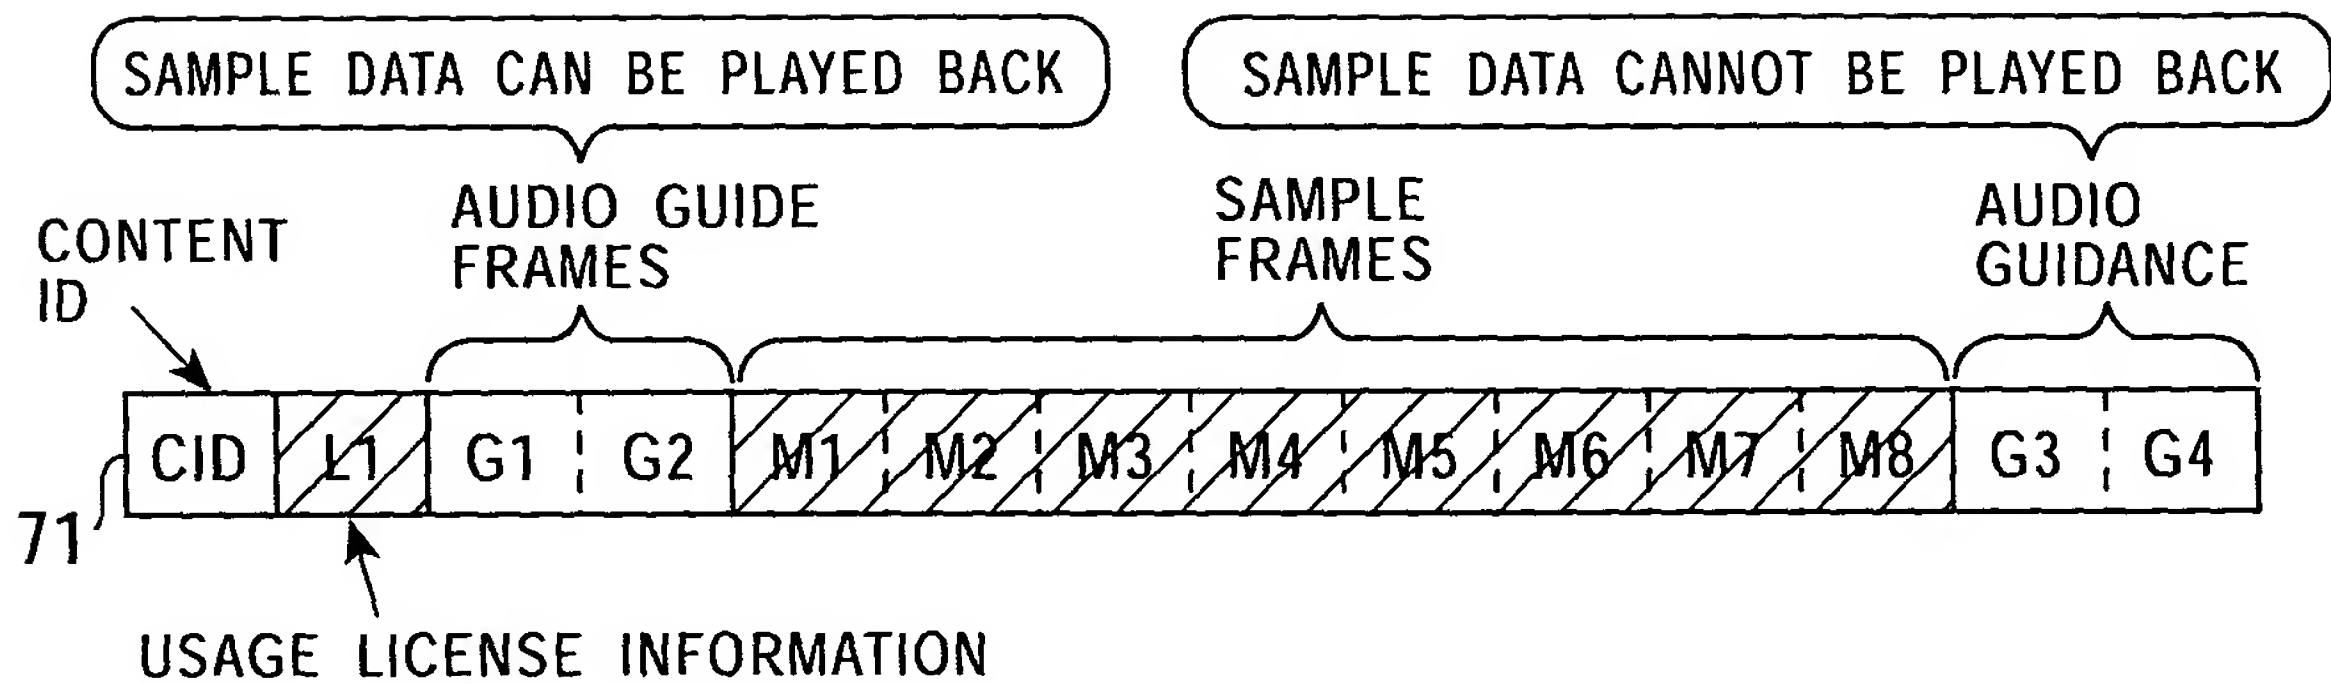 SAMPLE DATA CAN BE PLAYED BACK
SAMPLE DATA CANNOT BE PLAYED BACK
CONTENT
ID
AUDIO GUIDE
FRAMES
SAMPLE
FRAMES
AUDIO
GUIDANCE
CID L1 G1 G2 M1 M2 M3 M4 M5 M6 M7 M8 G3 G4
71
USAGE LICENSE INFORMATION